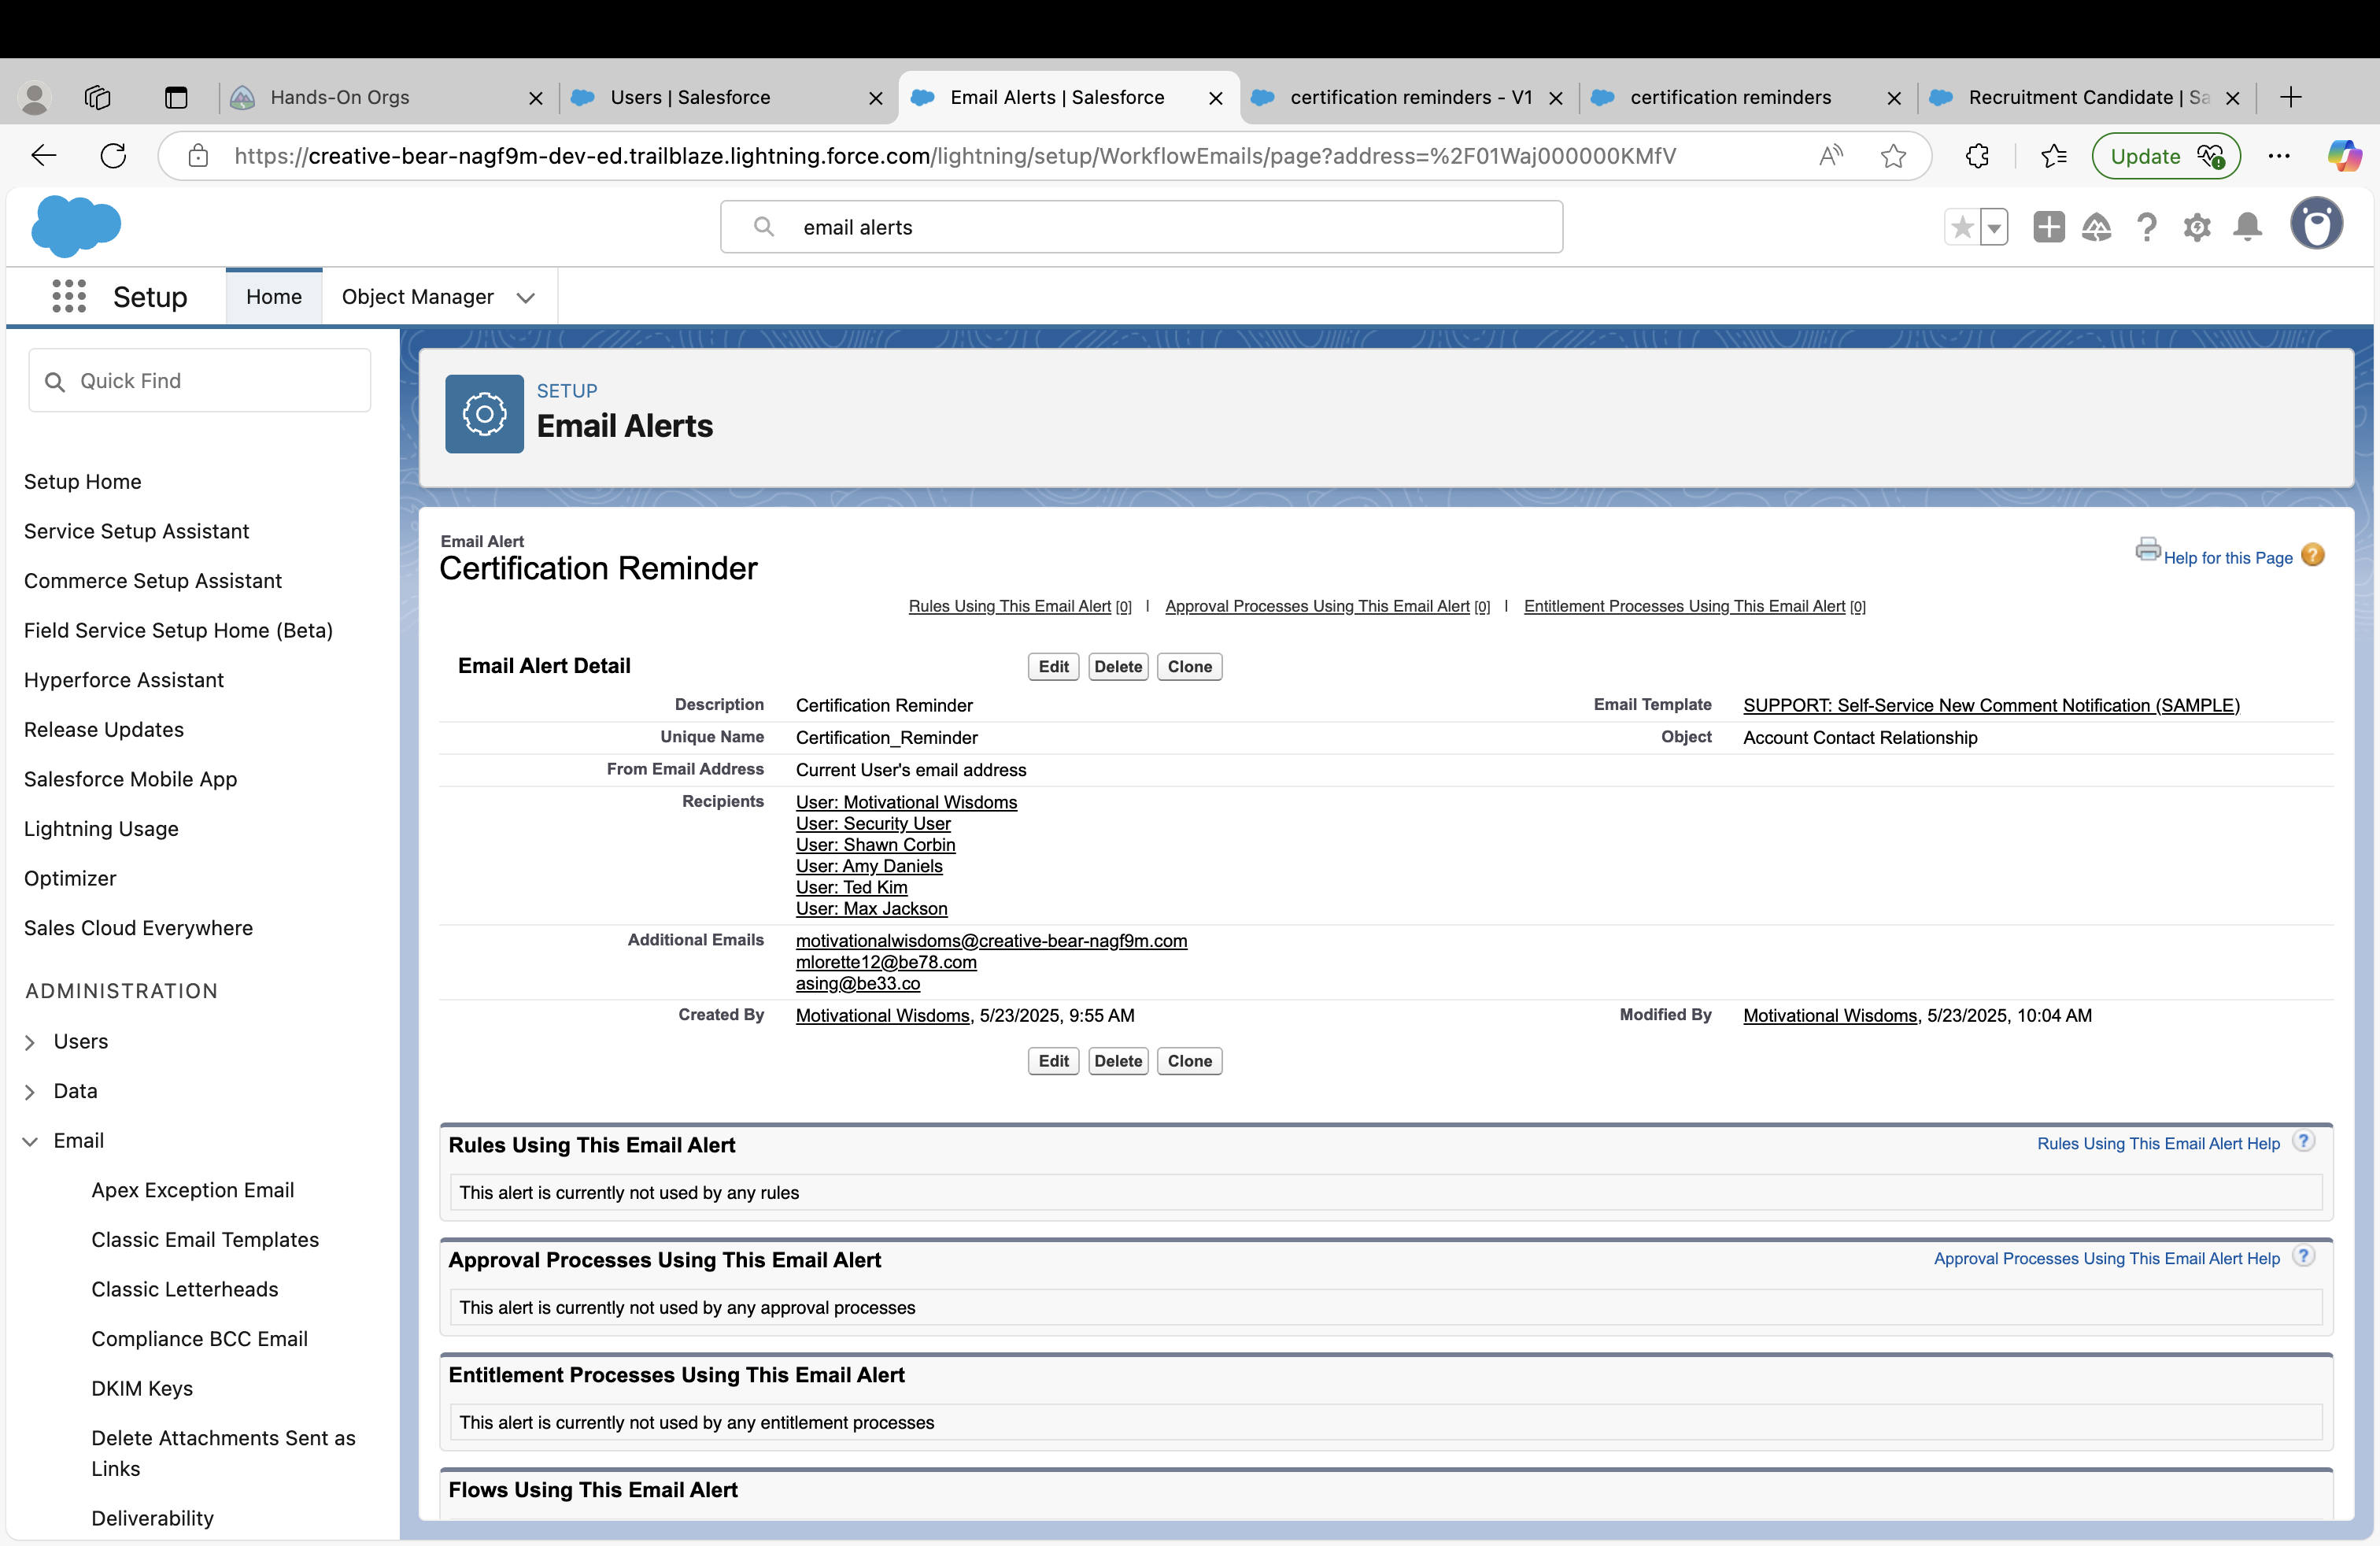 Hands-On Orgs
Users | Salesforce
Email Alerts | Salesforce
certification reminders - V1
certification reminders
Recruitment Candidate | Sa
https://creative-bear-nagf9m-dev-ed.trailblaze.lightning.force.com/lightning/setup/WorkflowEmails/page?address=%2F01Waj000000KMfV
Update
email alerts
Setup
Home
Object Manager
Quick Find
Setup Home
Service Setup Assistant
Commerce Setup Assistant
Field Service Setup Home (Beta)
Hyperforce Assistant
Release Updates
Salesforce Mobile App
Lightning Usage
Optimizer
Sales Cloud Everywhere
ADMINISTRATION
Users
Data
Email
Apex Exception Email
Classic Email Templates
Classic Letterheads
Compliance BCC Email
DKIM Keys
Delete Attachments Sent as
Links
Deliverability
SETUP
Email Alerts
Email Alert
Certification Reminder
Help for this Page
Rules Using This Email Alert [0] | Approval Processes Using This Email Alert [0] | Entitlement Processes Using This Email Alert [0]
Email Alert Detail
Edit Delete Clone
Description Certification Reminder Email Template SUPPORT: Self-Service New Comment Notification (SAMPLE)
Unique Name Certification_Reminder Object Account Contact Relationship
From Email Address Current User's email address
Recipients User: Motivational Wisdoms
User: Security User
User: Shawn Corbin
User: Amy Daniels
User: Ted Kim
User: Max Jackson
Additional Emails motivationalwisdoms@creative-bear-nagf9m.com
mlorette12@be78.com
asing@be33.co
Created By Motivational Wisdoms, 5/23/2025, 9:55 AM Modified By Motivational Wisdoms, 5/23/2025, 10:04 AM
Edit Delete Clone
Rules Using This Email Alert
Rules Using This Email Alert Help ?
This alert is currently not used by any rules
Approval Processes Using This Email Alert
Approval Processes Using This Email Alert Help ?
This alert is currently not used by any approval processes
Entitlement Processes Using This Email Alert
This alert is currently not used by any entitlement processes
Flows Using This Email Alert